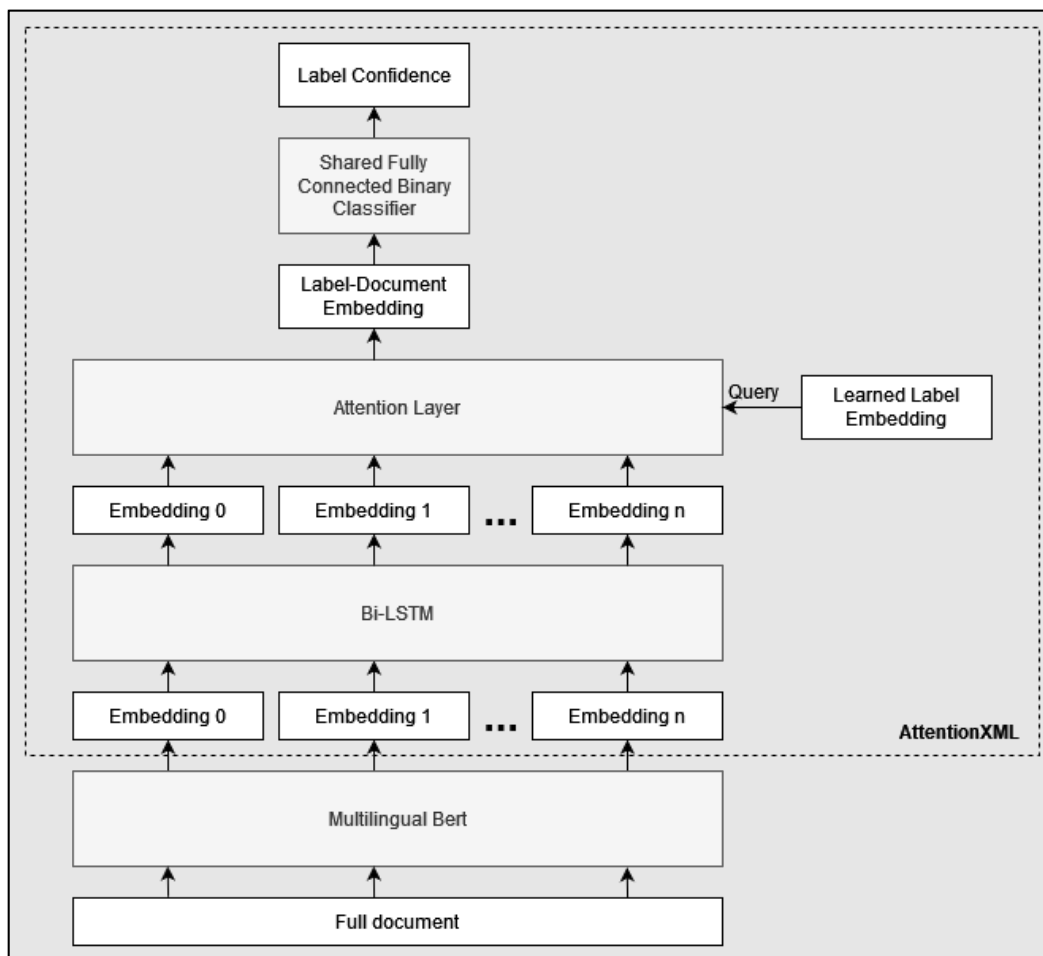 Label Confidence
Shared Fully
Connected Binary
Classifier
Label-Document
Embedding
Attention Layer
Query
Learned Label
Embedding
Embedding 0
Embedding 1
...
Embedding n
Bi-LSTM
Embedding 0
Embedding 1
...
Embedding n
AttentionXML
Multilingual Bert
Full document